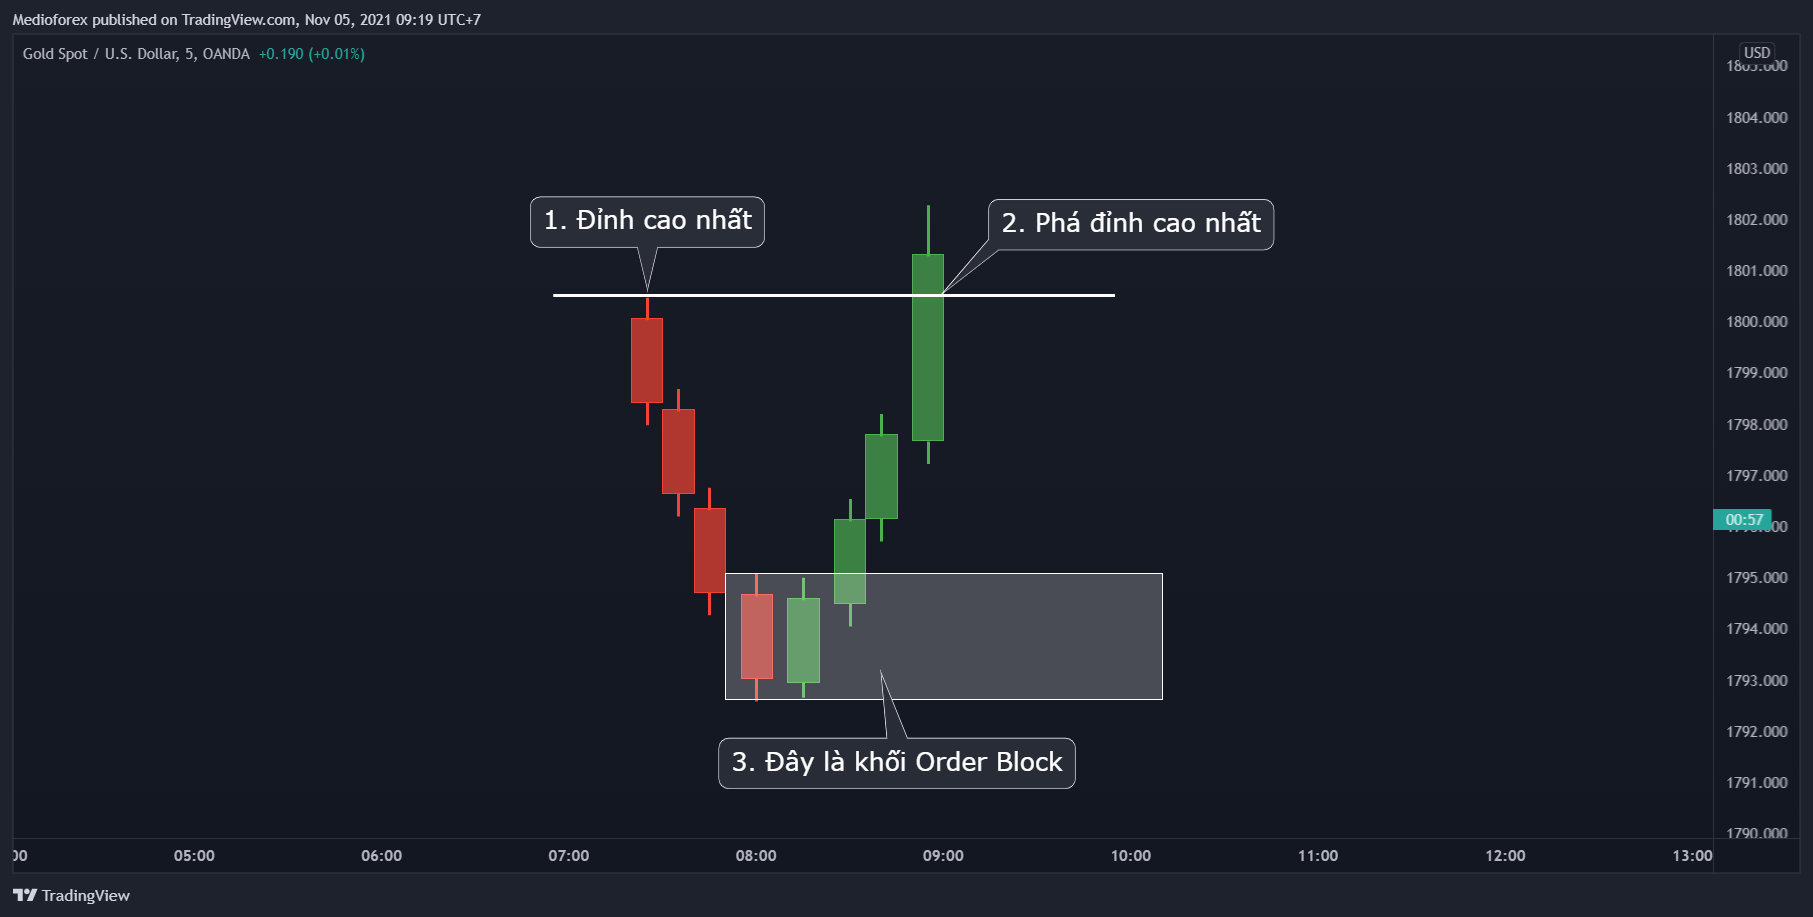 Medioforex published on TradingView.com, Nov 05, 2021 09:19 UTC+7
Gold Spot / U.S. Dollar, 5, OANDA +0.190 (+0.01%)
USD
1804.000
1803.000
1. Đỉnh cao nhất
2. Phá đỉnh cao nhất
1802.000
1801.000
1800.000
1799.000
1798.000
1797.000
00:57
1795.000
1794.000
1793.000
1792.000
3. Đây là khối Order Block
1791.000
1790.000
05:00 06:00 07:00 08:00 09:00 10:00 11:00 12:00 13:00
TradingView